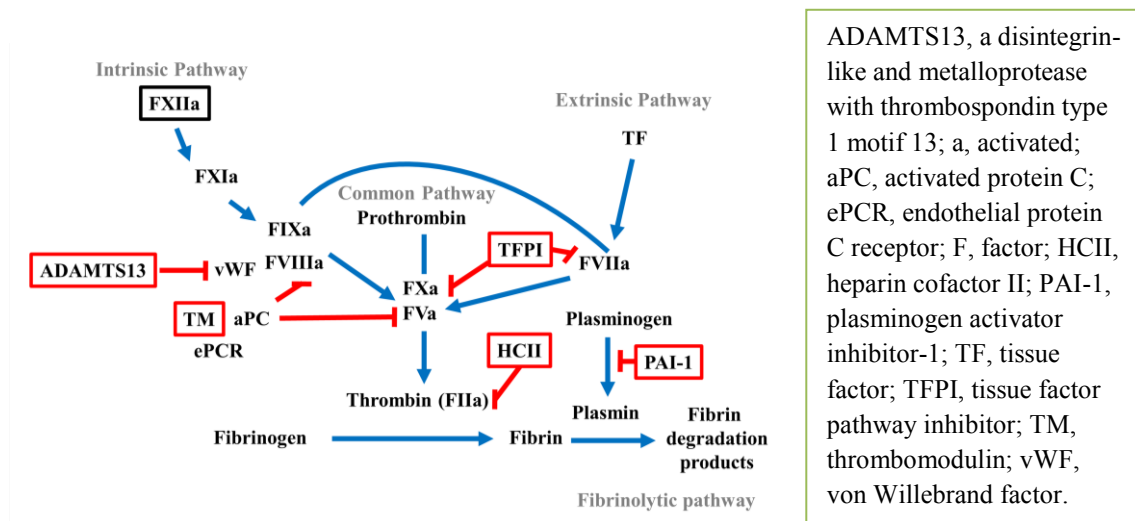 Intrinsic Pathway
FXIIa
Extrinsic Pathway
TF
FXIa
Common Pathway
Prothrombin
FIXa
TFPI
ADAMTS13
vWF
FVIIIa
FVIIa
FXa
TM
aPC
FVa
Plasminogen
ePCR
HCII
PAI-1
Thrombin (FIIa)
Plasmin
Fibrinogen
Fibrin
Fibrin
degradation
products
Fibrinolytic pathway
ADAMTS13, a disintegrin-
like and metalloprotease
with thrombospondin type
1 motif 13; a, activated;
aPC, activated protein C;
ePCR, endothelial protein
C receptor; F, factor; HCII,
heparin cofactor II; PAI-1,
plasminogen activator
inhibitor-1; TF, tissue
factor; TFPI, tissue factor
pathway inhibitor; TM,
thrombomodulin; vWF,
von Willebrand factor.